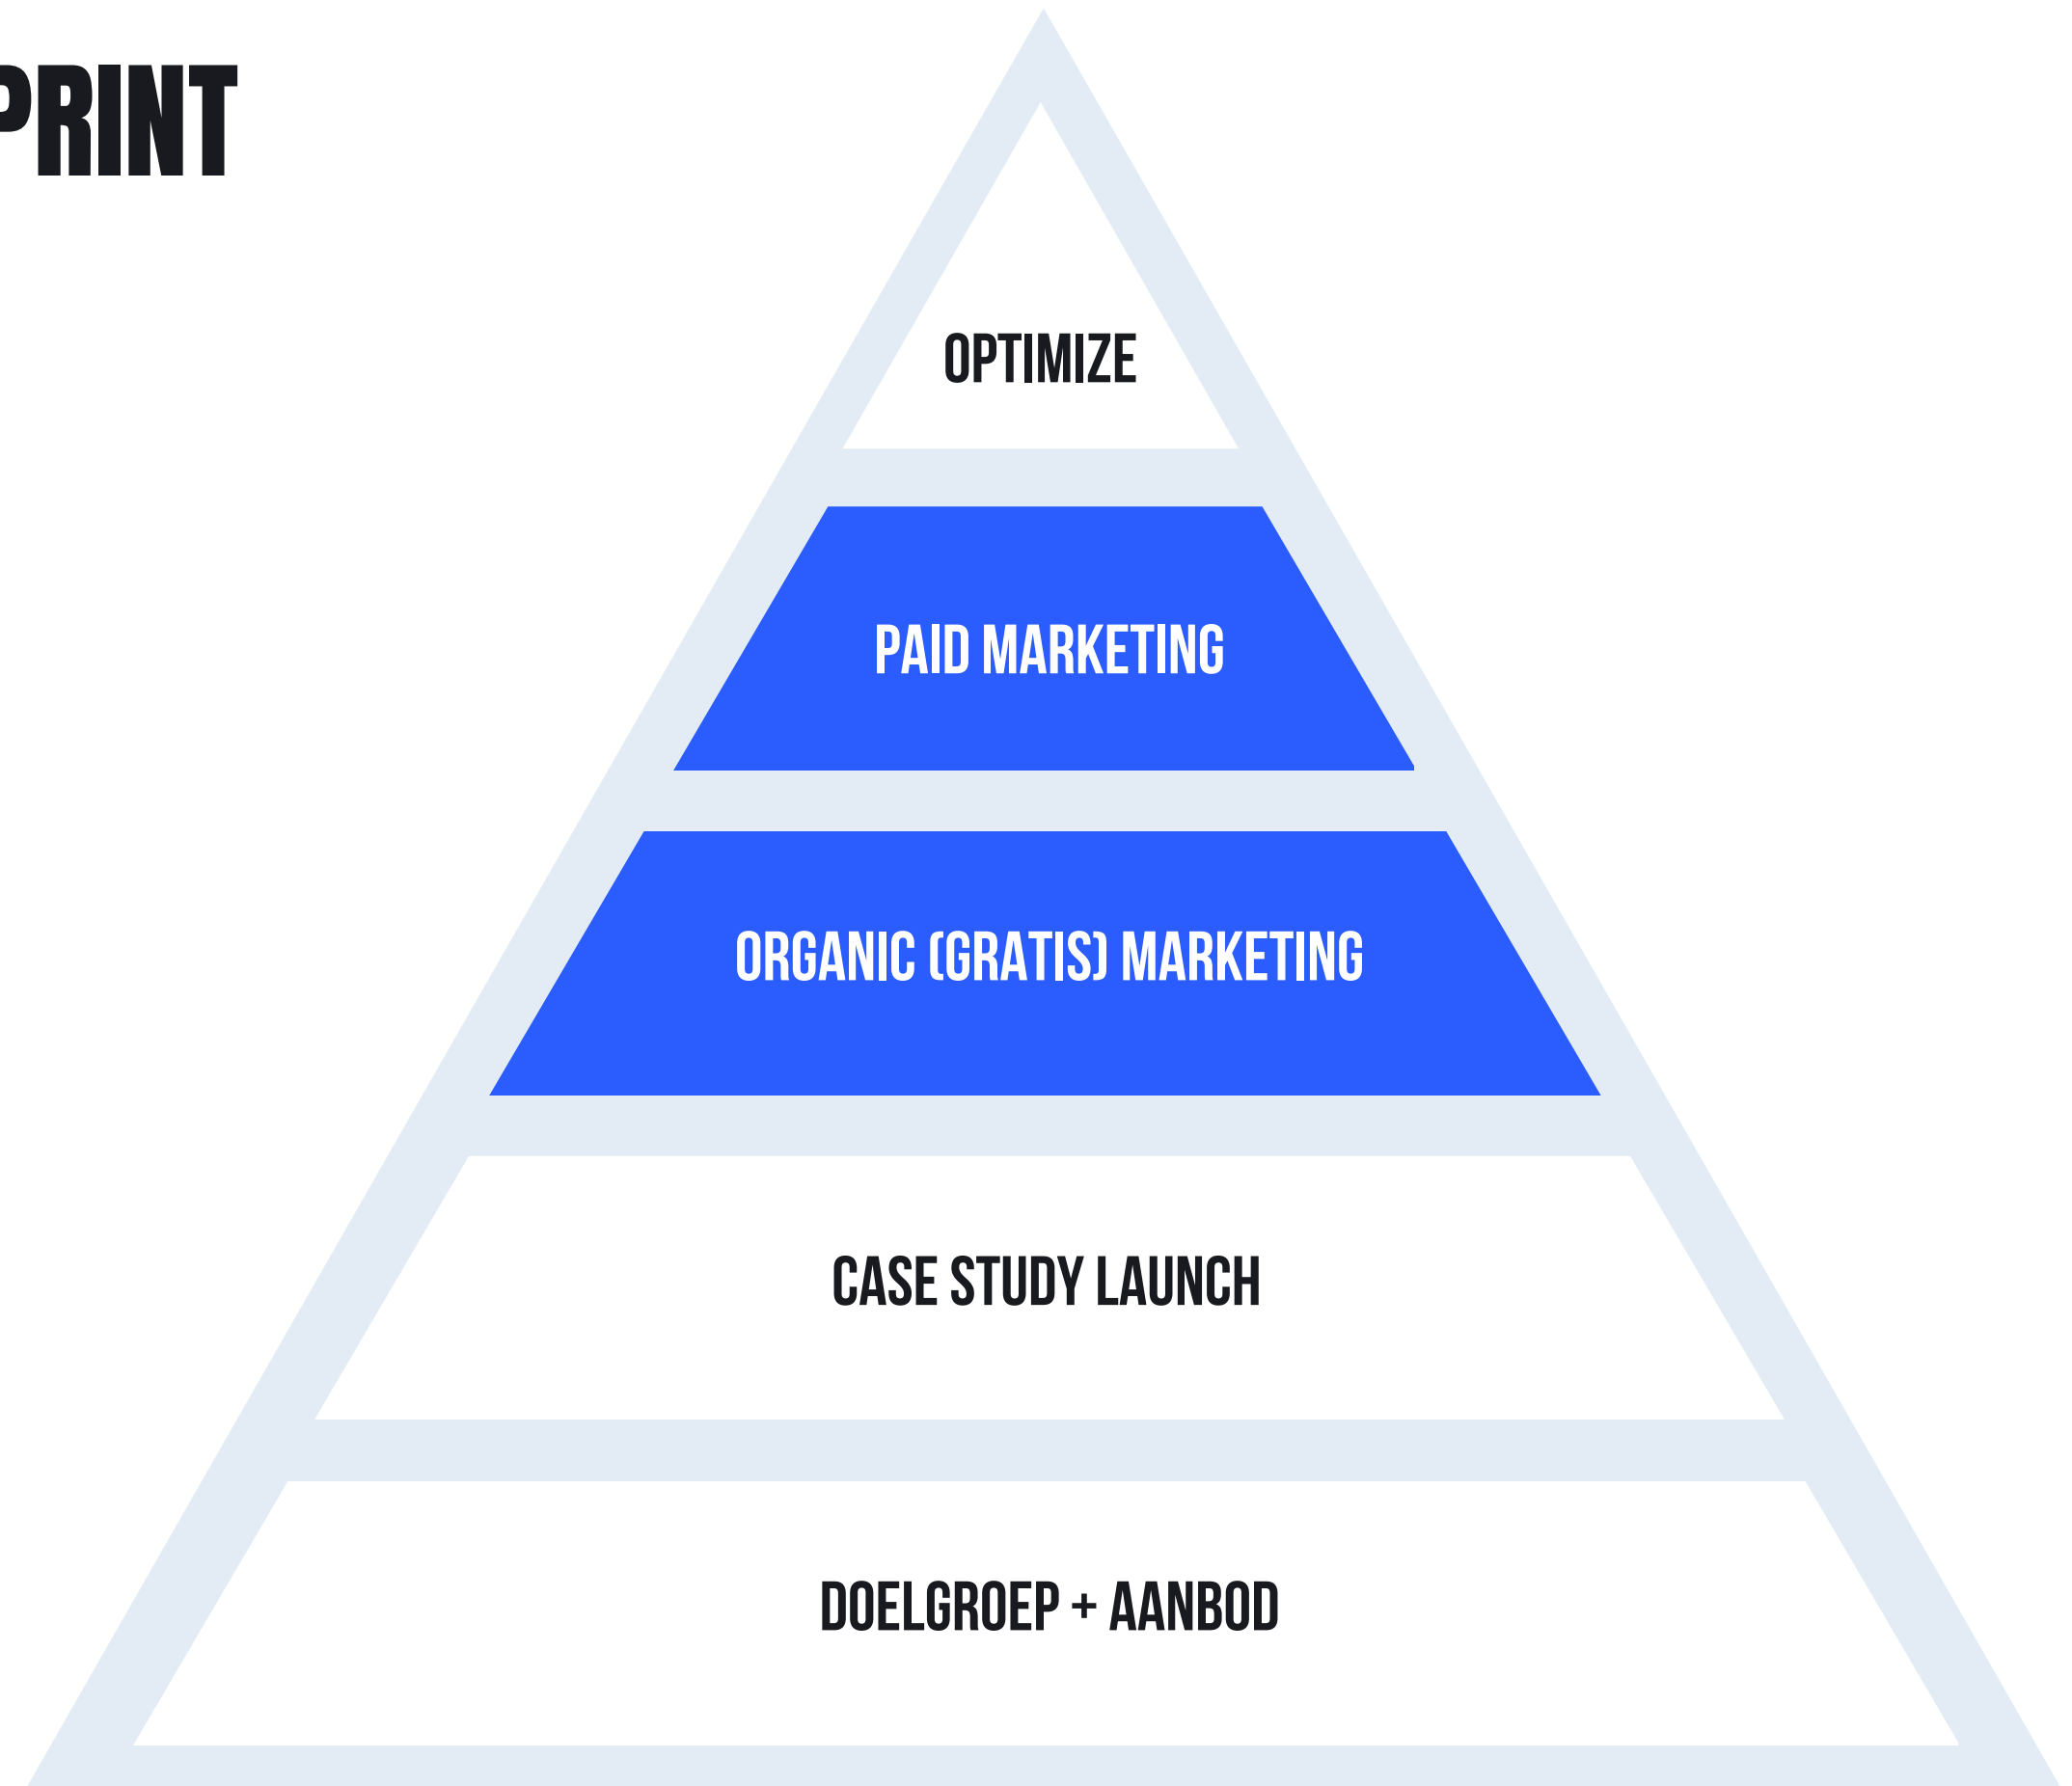 PRINT
OPTIMIZE
PAID MARKETING
ORGANIC (GRATIS) MARKETING
CASE STUDY LAUNCH
DOELGROEP + AANBOD